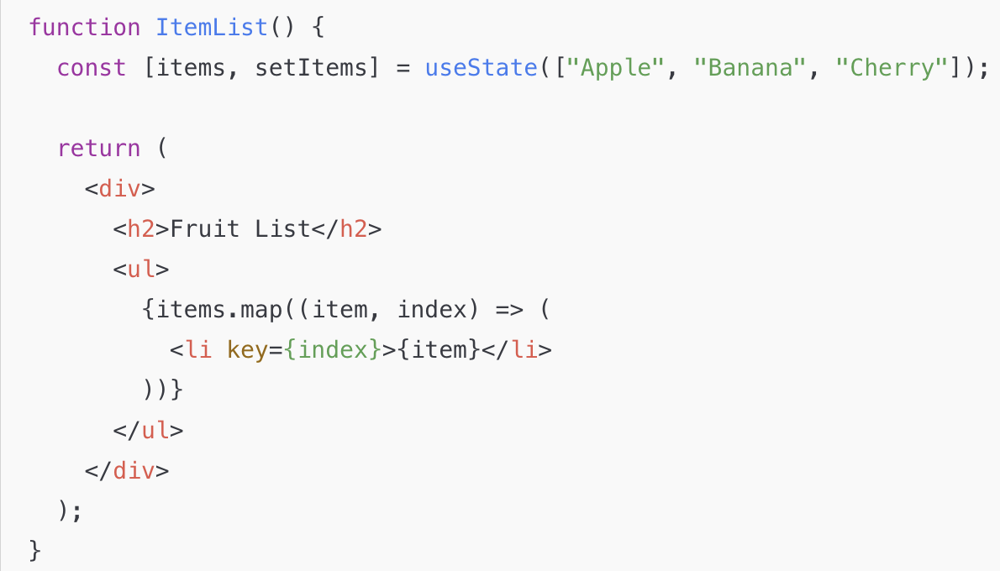 function ItemList() {
  const [items, setItems] = useState(["Apple", "Banana", "Cherry"]);

  return (
    <div>
      <h2>Fruit List</h2>
      <ul>
        {items.map((item, index) => (
          <li key={index}>{item}</li>
        ))}
      </ul>
    </div>
  );
}